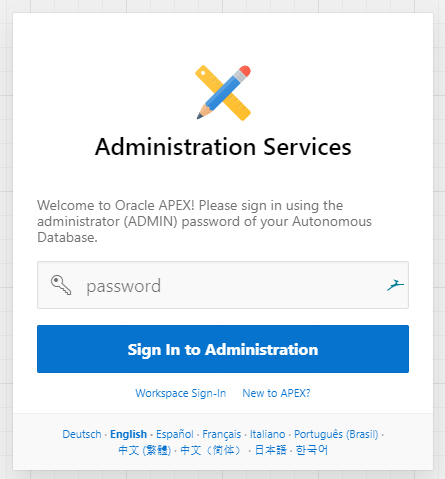 Administration Services
Welcome to Oracle APEX! Please sign in using the
administrator (ADMIN) password of your Autonomous
Database.
password
Sign In to Administration
Workspace Sign-In New to APEX?
Deutsch · English · Español · Français · Italiano · Português (Brasil) ·
中文 (繁體) · 中文（简体） · 日本語 · 한국어